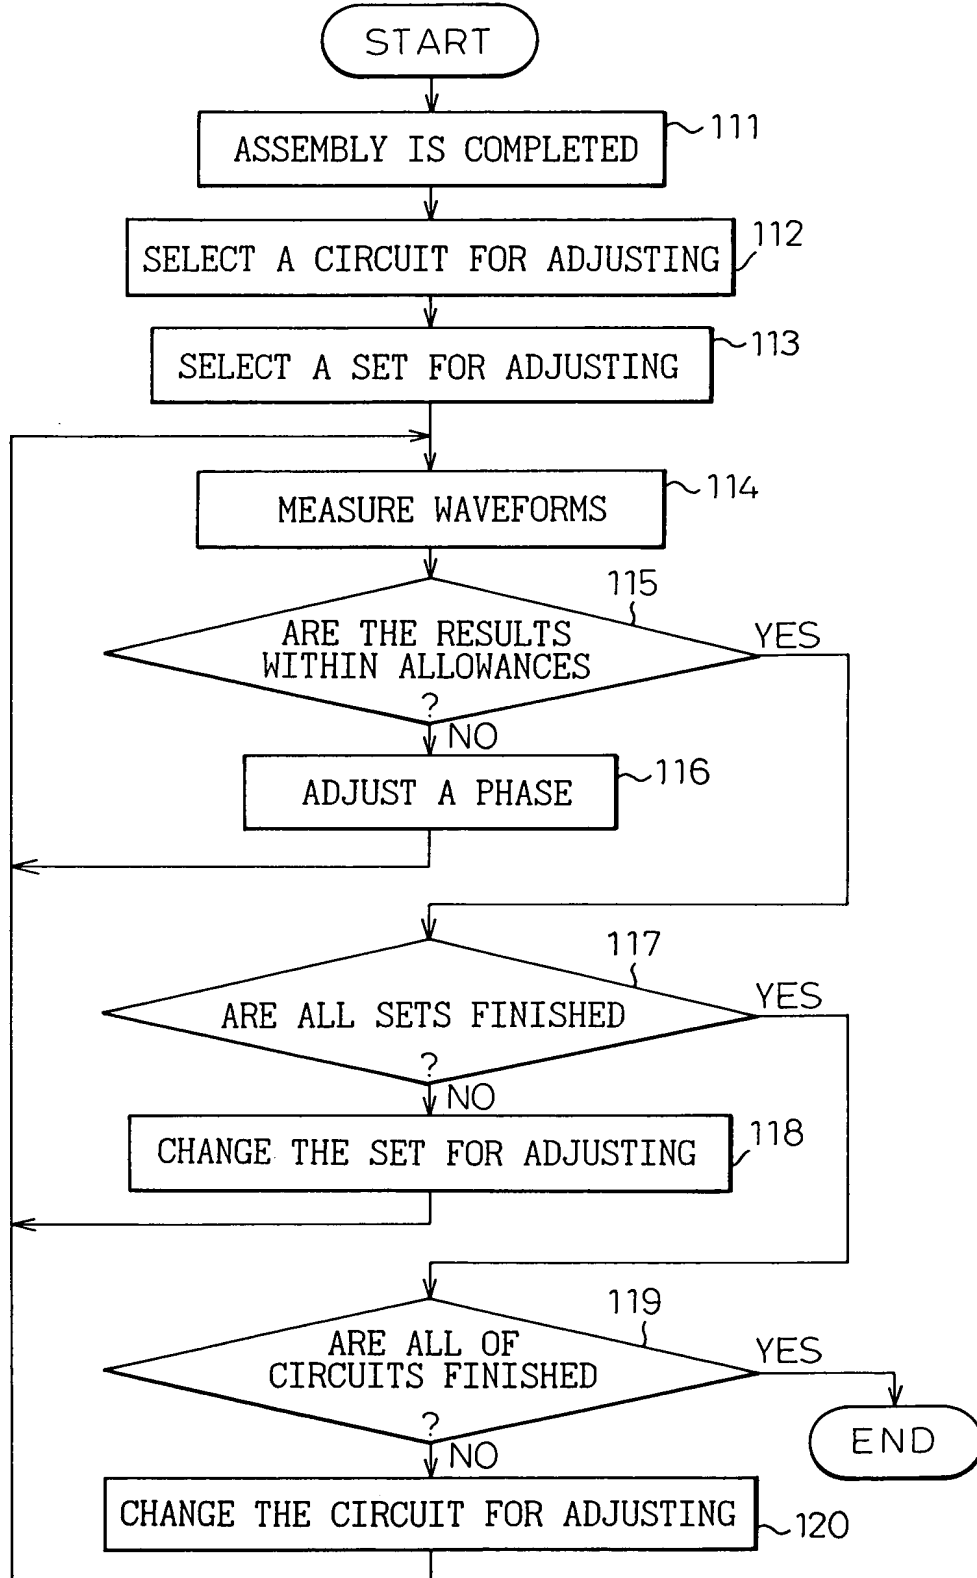 START
ASSEMBLY IS COMPLETED
111
SELECT A CIRCUIT FOR ADJUSTING
112
SELECT A SET FOR ADJUSTING
113
MEASURE WAVEFORMS
114
115
ARE THE RESULTS
WITHIN ALLOWANCES
?
YES
NO
ADJUST A PHASE
116
117
ARE ALL SETS FINISHED
?
YES
NO
CHANGE THE SET FOR ADJUSTING
118
119
ARE ALL OF
CIRCUITS FINISHED
?
YES
END
NO
CHANGE THE CIRCUIT FOR ADJUSTING
120